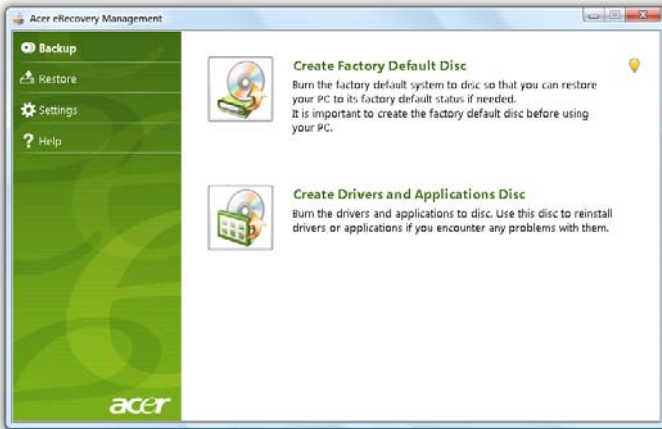 Acer eRecovery Management
Backup
Restore
Settings
Help
Create Factory Default Disc
Burn the factory default system to disc so that you can restore
your PC to its factory default status if needed.
It is important to create the factory default disc before using
your PC.
Create Drivers and Applications Disc
Burn the drivers and applications to disc. Use this disc to reinstall
drivers or applications if you encounter any problems with them.
acer